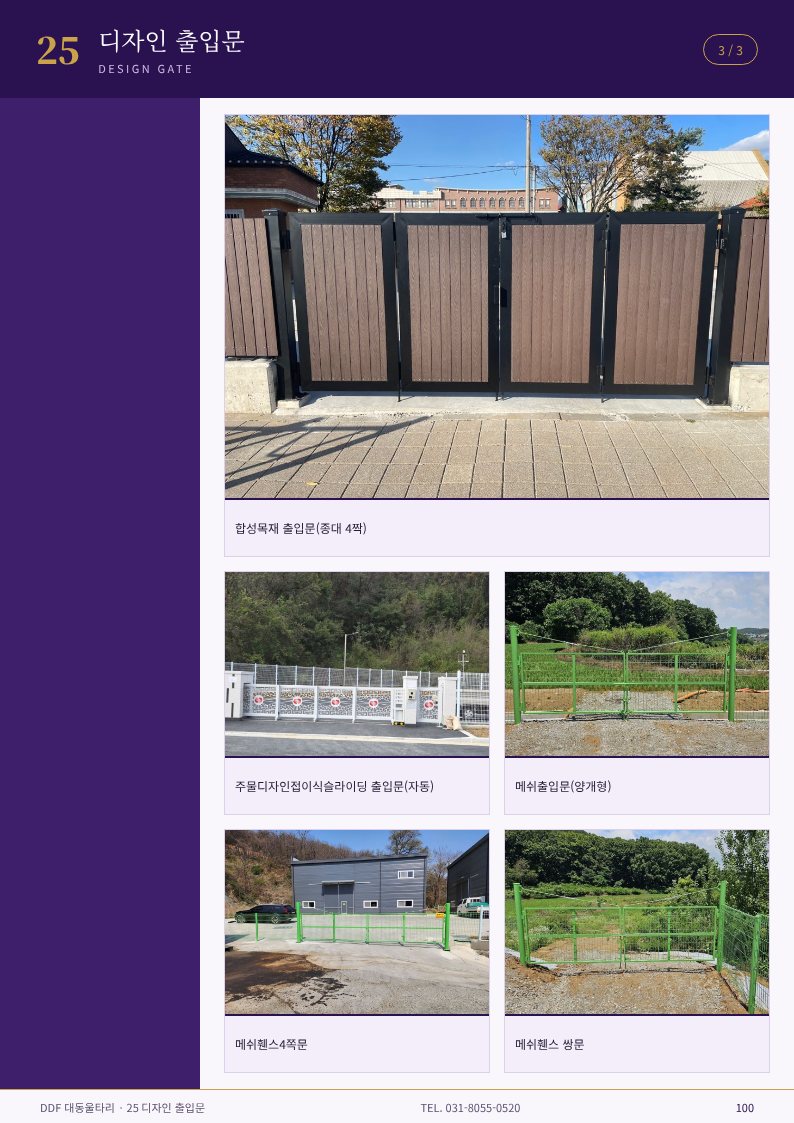 25
디자인 출입문
DESIGN GATE
3 / 3
합성목재 출입문(종대 4짝)
주물디자인접이식슬라이딩 출입문(자동)
메쉬출입문(양개형)
메쉬휀스4쪽문
메쉬휀스 쌍문
DDF 대동울타리 · 25 디자인 출입문
TEL. 031-8055-0520
100